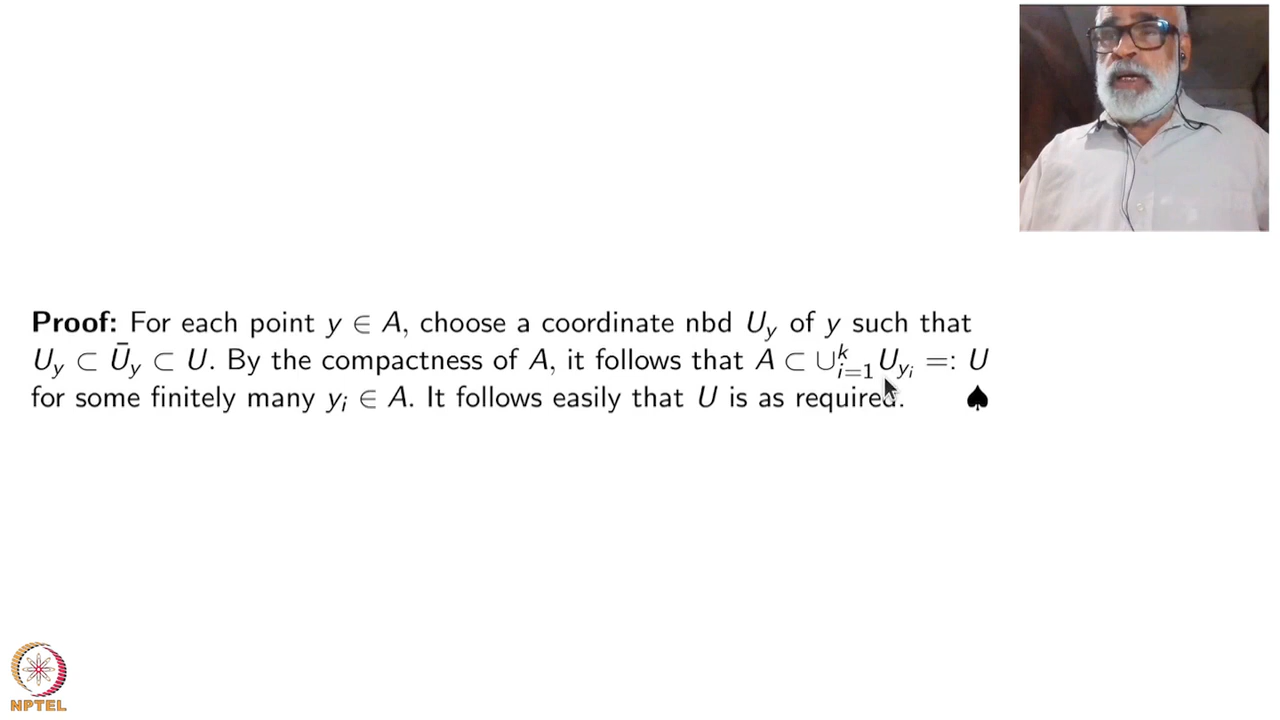 Proof: For each point y ∈ A, choose a coordinate nbd U_y of y such that
U_y ⊂ Ū_y ⊂ U. By the compactness of A, it follows that A ⊂ ∪_{i=1}^k U_{y_i} =: U
for some finitely many y_i ∈ A. It follows easily that U is as required. ♠
NPTEL